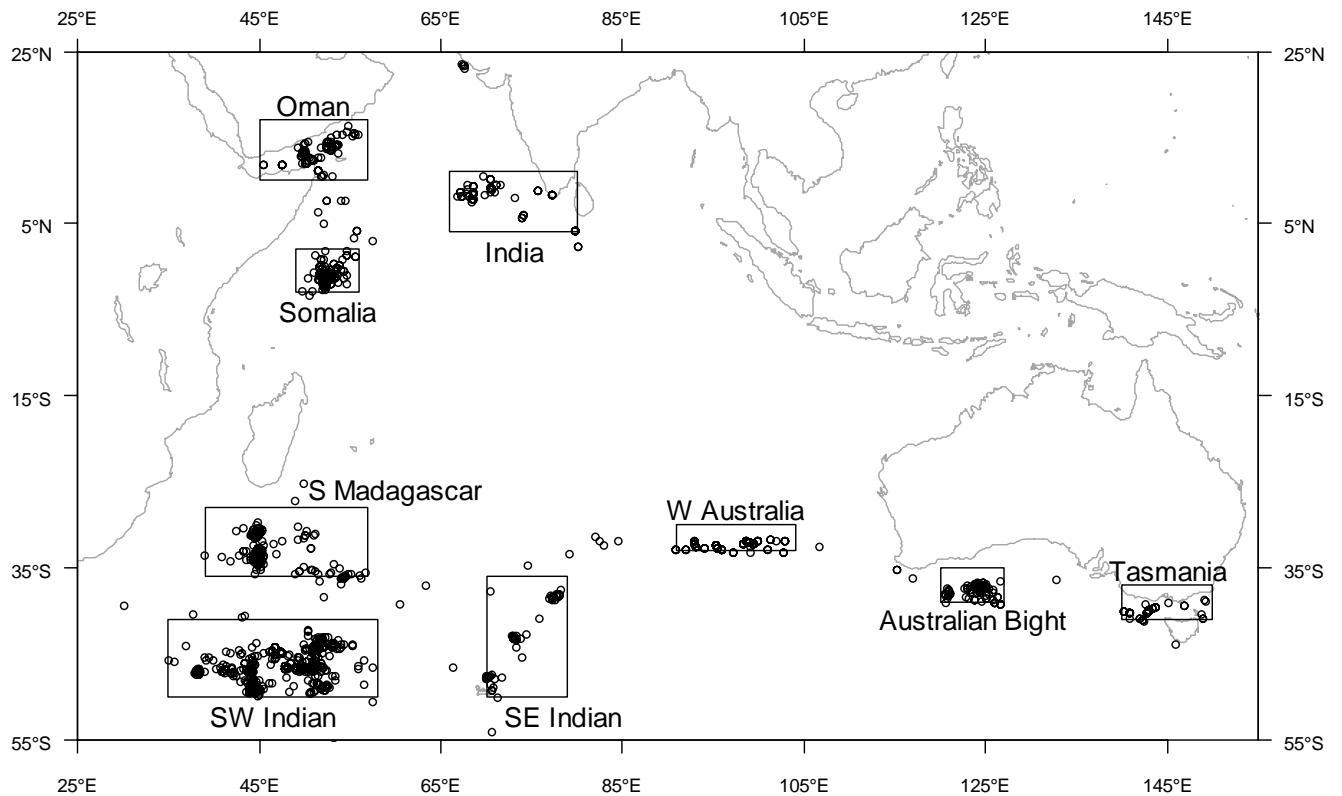 25°E 45°E 65°E 85°E 105°E 125°E 145°E
25°N 25°N
Oman
5°N 5°N
India
Somalia
15°S 15°S
S Madagascar
W Australia
35°S 35°S
Tasmania
Australian Bight
SW Indian SE Indian
55°S 55°S
25°E 45°E 65°E 85°E 105°E 125°E 145°E